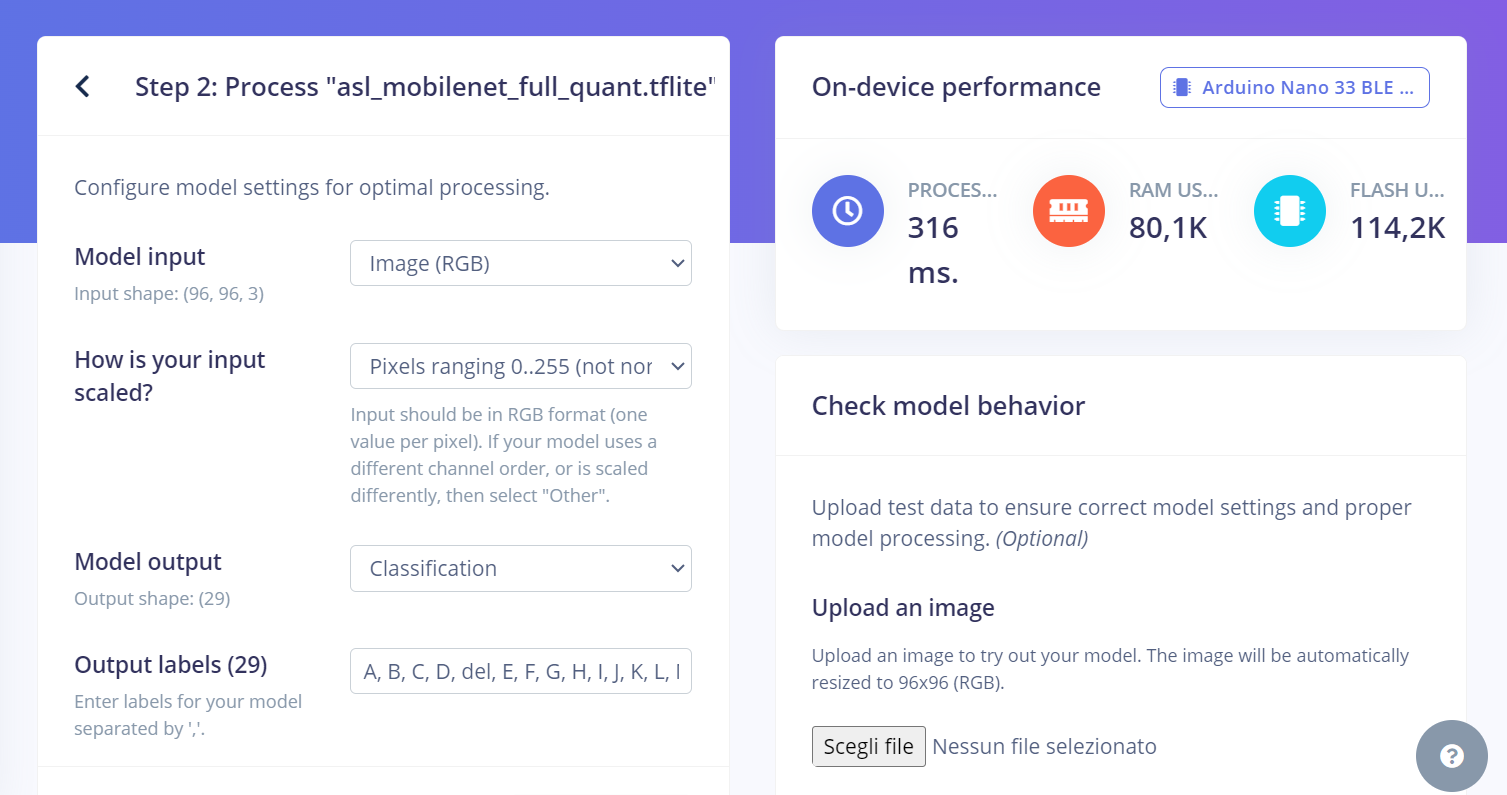 Step 2: Process "asl_mobilenet_full_quant.tflite"
Configure model settings for optimal processing.
Model input
Input shape: (96, 96, 3)
Image (RGB)
How is your input
scaled?
Pixels ranging 0..255 (not nor
Input should be in RGB format (one
value per pixel). If your model uses a
different channel order, or is scaled
differently, then select "Other".
Model output
Output shape: (29)
Classification
Output labels (29)
Enter labels for your model
separated by ','.
A, B, C, D, del, E, F, G, H, I, J, K, L,
On-device performance
Arduino Nano 33 BLE ...
PROCES...
316
ms.
RAM US...
80,1K
FLASH U...
114,2K
Check model behavior
Upload test data to ensure correct model settings and proper
model processing. (Optional)
Upload an image
Upload an image to try out your model. The image will be automatically
resized to 96x96 (RGB).
Scegli file Nessun file selezionato
?